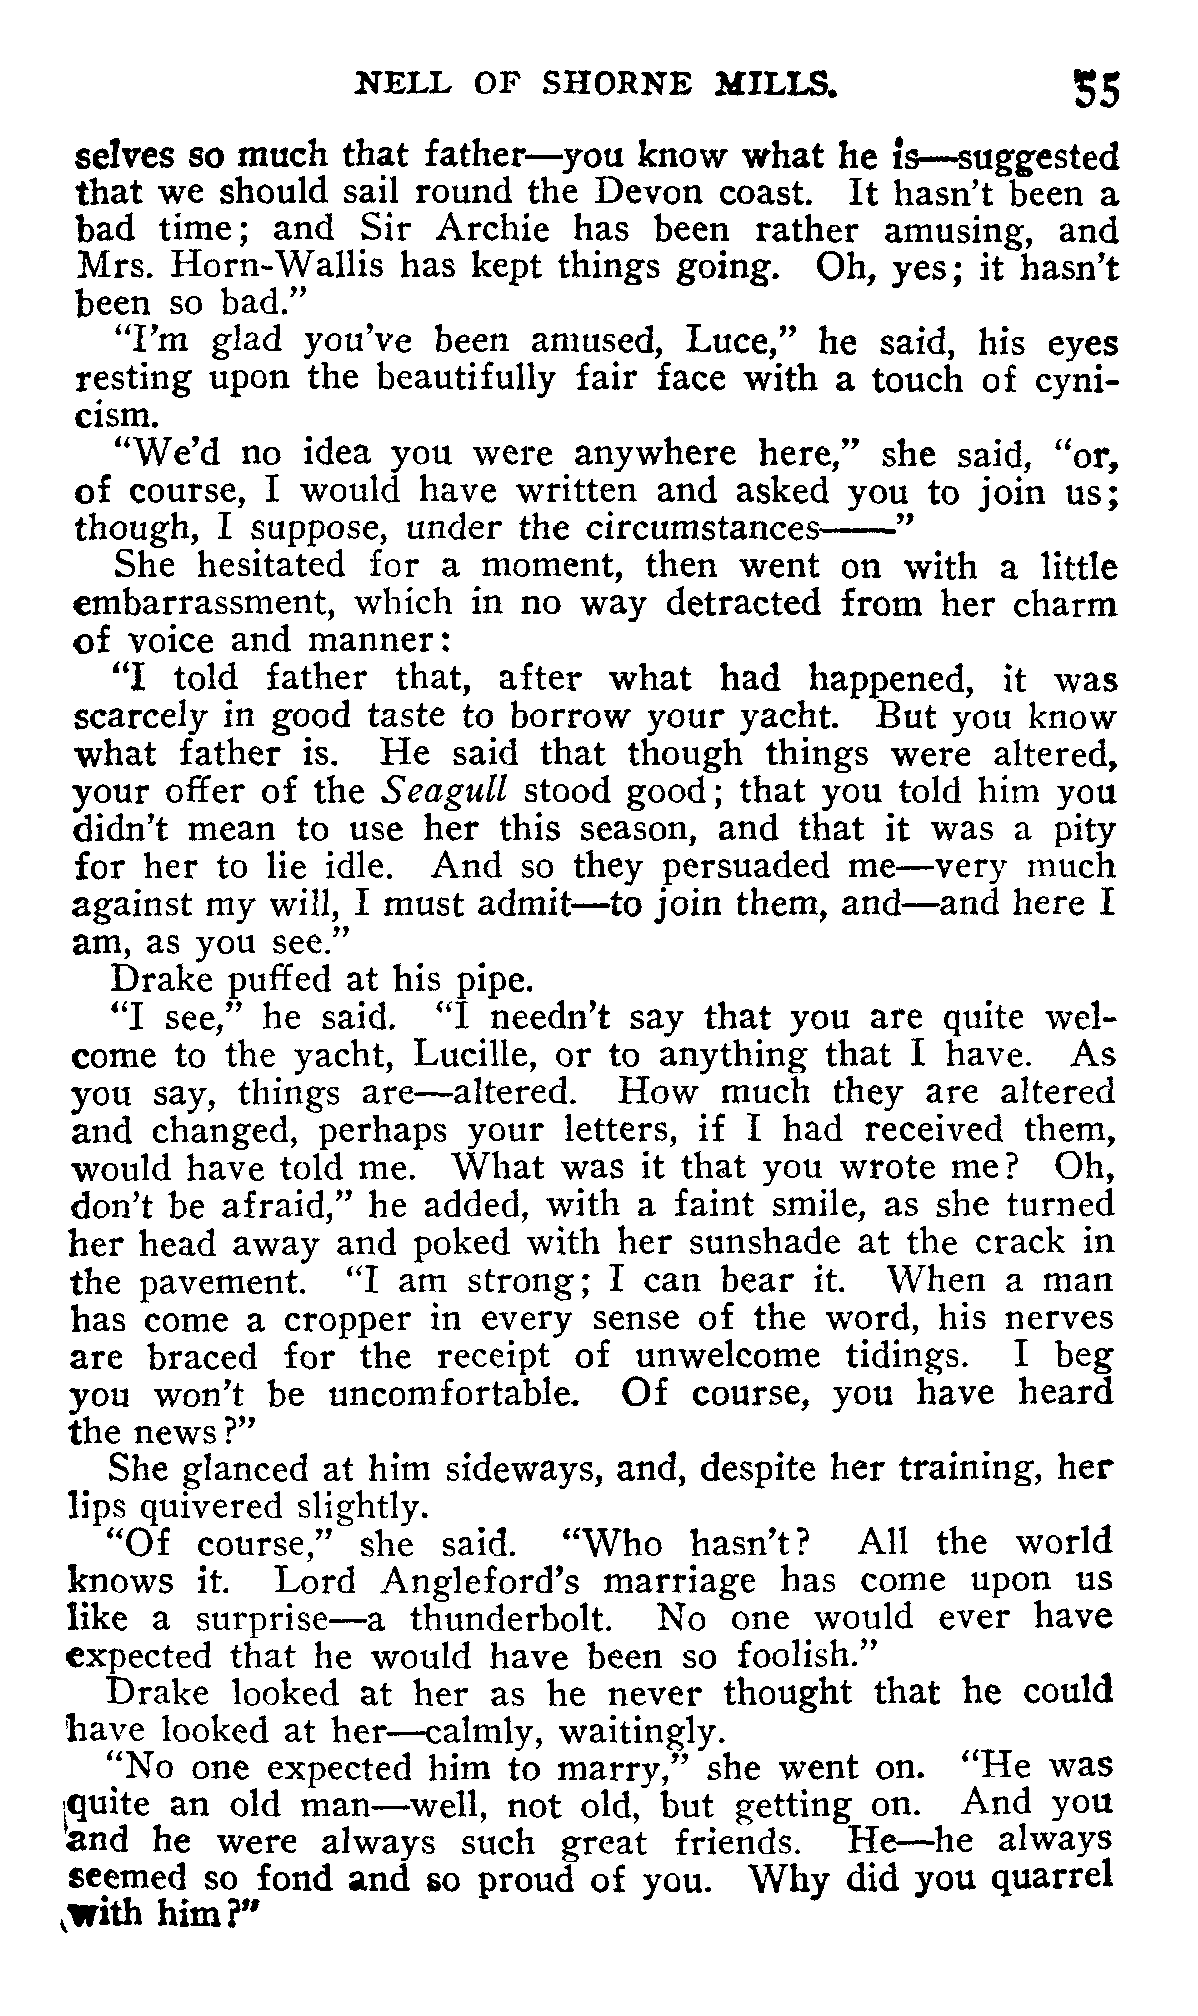 NELL OF SHORNE MILLS. 55
selves so much that father—you know what he is—suggested
that we should sail round the Devon coast. It hasn't been a
bad time; and Sir Archie has been rather amusing, and
Mrs. Horn-Wallis has kept things going. Oh, yes; it hasn't
been so bad."
"I'm glad you've been amused, Luce," he said, his eyes
resting upon the beautifully fair face with a touch of cyni-
cism.
"We'd no idea you were anywhere here," she said, "or,
of course, I would have written and asked you to join us;
though, I suppose, under the circumstances——"
She hesitated for a moment, then went on with a little
embarrassment, which in no way detracted from her charm
of voice and manner:
"I told father that, after what had happened, it was
scarcely in good taste to borrow your yacht. But you know
what father is. He said that though things were altered,
your offer of the Seagull stood good; that you told him you
didn't mean to use her this season, and that it was a pity
for her to lie idle. And so they persuaded me—very much
against my will, I must admit—to join them, and—and here I
am, as you see."
Drake puffed at his pipe.
"I see," he said. "I needn't say that you are quite wel-
come to the yacht, Lucille, or to anything that I have. As
you say, things are—altered. How much they are altered
and changed, perhaps your letters, if I had received them,
would have told me. What was it that you wrote me? Oh,
don't be afraid," he added, with a faint smile, as she turned
her head away and poked with her sunshade at the crack in
the pavement. "I am strong; I can bear it. When a man
has come a cropper in every sense of the word, his nerves
are braced for the receipt of unwelcome tidings. I beg
you won't be uncomfortable. Of course, you have heard
the news?"
She glanced at him sideways, and, despite her training, her
lips quivered slightly.
"Of course," she said. "Who hasn't? All the world
knows it. Lord Angleford's marriage has come upon us
like a surprise—a thunderbolt. No one would ever have
expected that he would have been so foolish."
Drake looked at her as he never thought that he could
have looked at her—calmly, waitingly.
"No one expected him to marry," she went on. "He was
quite an old man—well, not old, but getting on. And you
and he were always such great friends. He—he always
seemed so fond and so proud of you. Why did you quarrel
with him?"